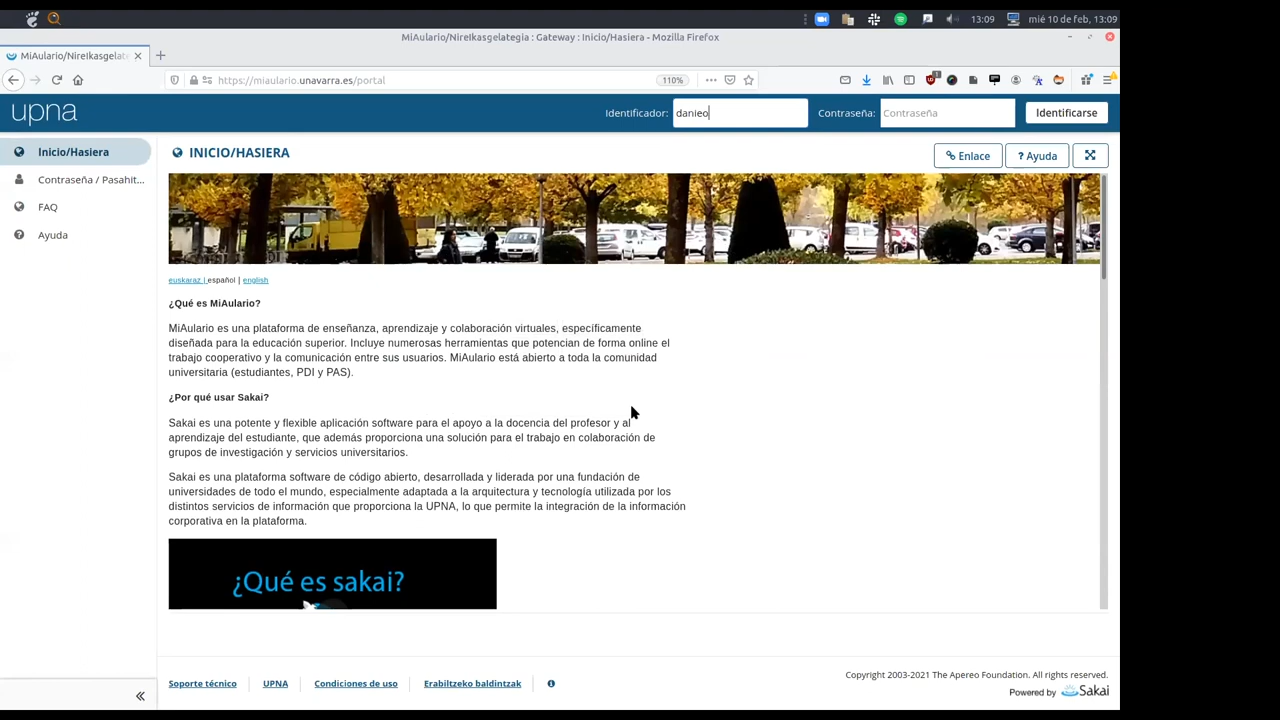 13:09
mié 10 de feb, 13:09
MiAulario/NireIkasgelategia : Gateway : Inicio/Hasiera - Mozilla Firefox
MiAulario/NireIkasgelate
https://miaulario.unavarra.es/portal
110%
upna
Identificador:
danieo
Contraseña:
Contraseña
Identificarse
Inicio/Hasiera
Contraseña / Pasahit...
FAQ
Ayuda
INICIO/HASIERA
Enlace
? Ayuda
euskaraz | español | english
¿Qué es MiAulario?
MiAulario es una plataforma de enseñanza, aprendizaje y colaboración virtuales, específicamente
diseñada para la educación superior. Incluye numerosas herramientas que potencian de forma online el
trabajo cooperativo y la comunicación entre sus usuarios. MiAulario está abierto a toda la comunidad
universitaria (estudiantes, PDI y PAS).
¿Por qué usar Sakai?
Sakai es una potente y flexible aplicación software para el apoyo a la docencia del profesor y al
aprendizaje del estudiante, que además proporciona una solución para el trabajo en colaboración de
grupos de investigación y servicios universitarios.
Sakai es una plataforma software de código abierto, desarrollada y liderada por una fundación de
universidades de todo el mundo, especialmente adaptada a la arquitectura y tecnología utilizada por los
distintos servicios de información que proporciona la UPNA, lo que permite la integración de la información
corporativa en la plataforma.
¿Qué es sakai?
Soporte técnico
UPNA
Condiciones de uso
Erabiltzeko baldintzak
Copyright 2003-2021 The Apereo Foundation. All rights reserved.
Powered by Sakai